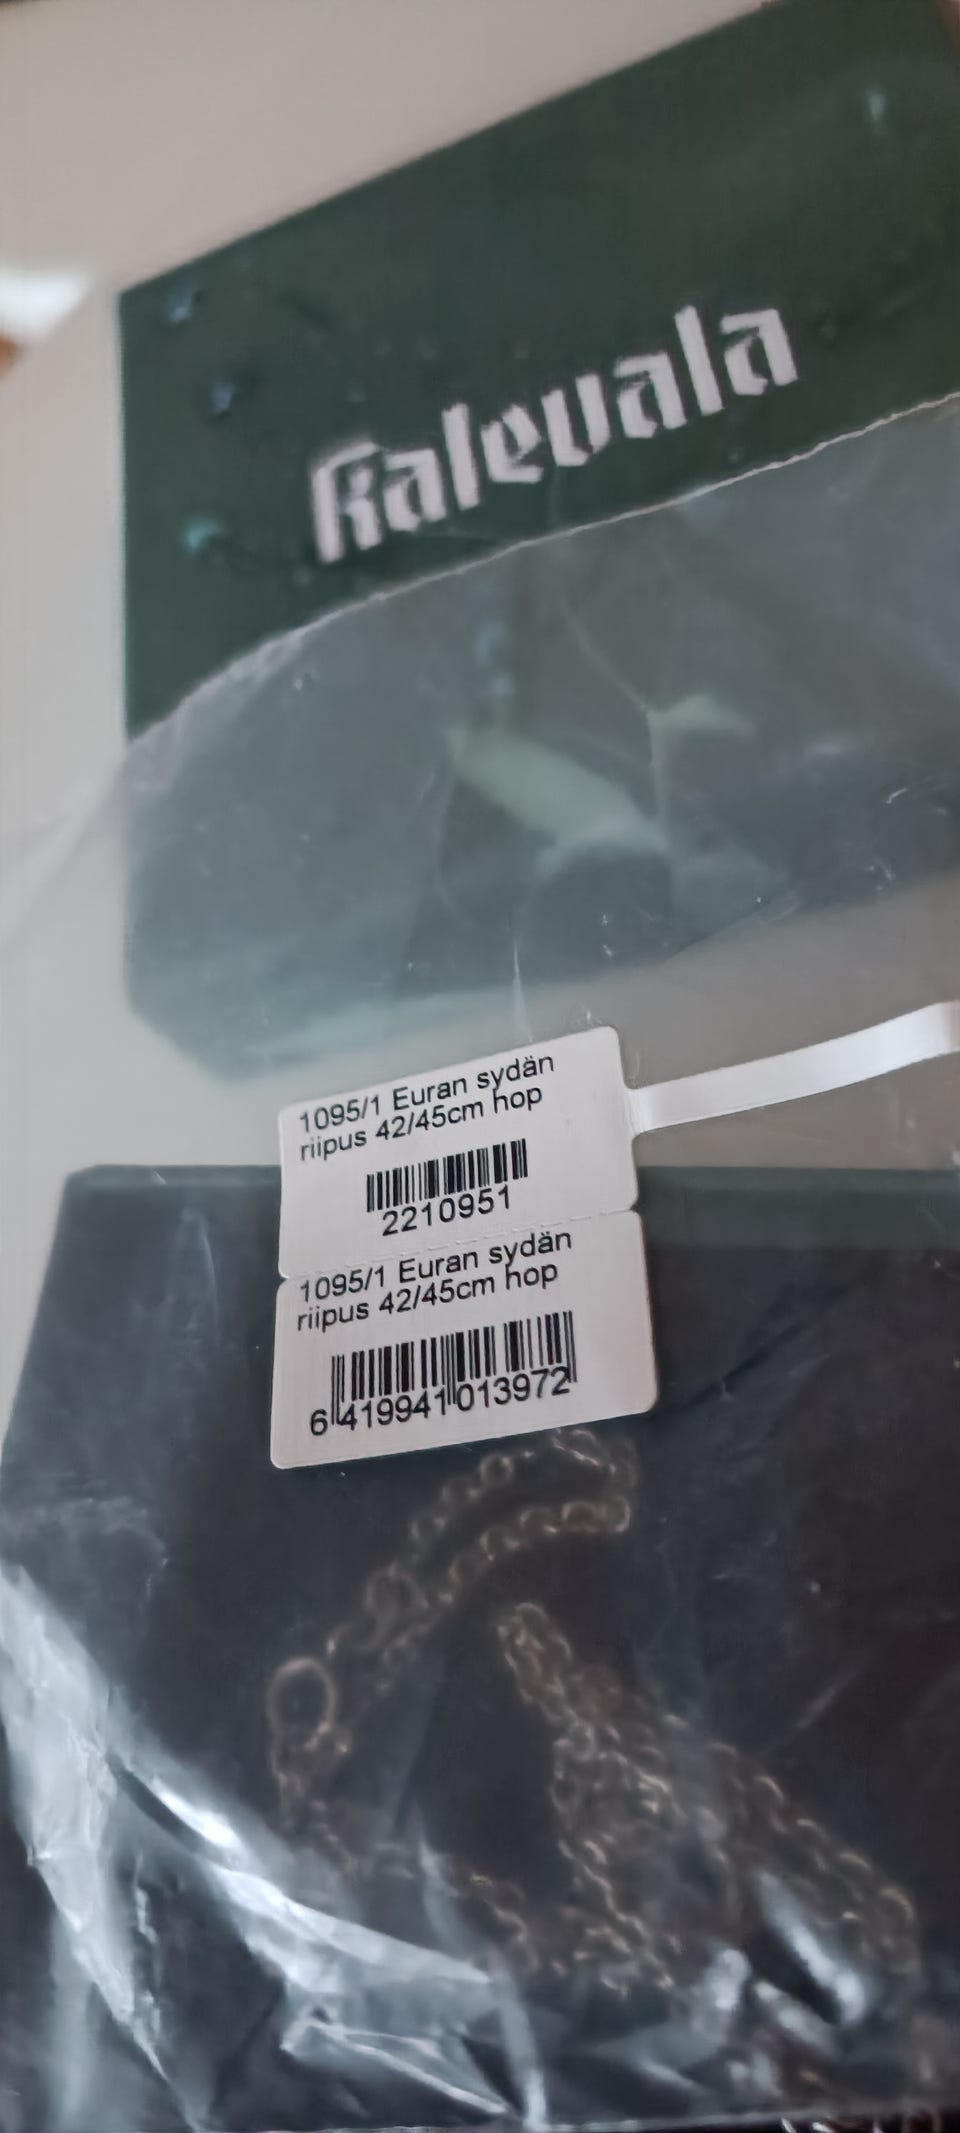 Kalevala
1095/1 Euran sydän
riipus 42/45cm hop
2210951
1095/1 Euran sydän
riipus 42/45cm hop
6 419941 013972